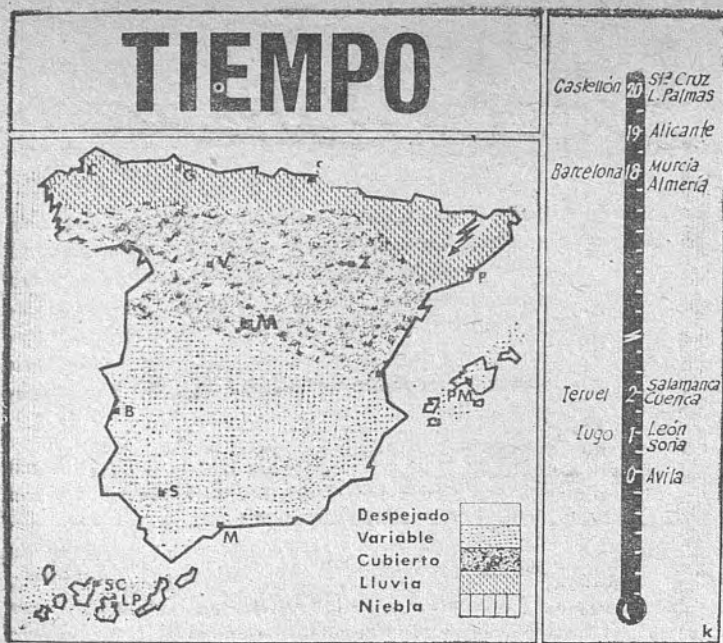 TIEMPO
C
G
S
V
Z
M
B
PM
B
S
M
SC
LP
Despejado
Variable
Cubierto
Lluvia
Niebla
Castellón 20 Stª Cruz
L. Palmas
19 Alicante
Barcelona 18 Murcia
Almería
Teruel 2 Salamanca
Cuenca
Lugo 1 León
Soria
0 Avila
k